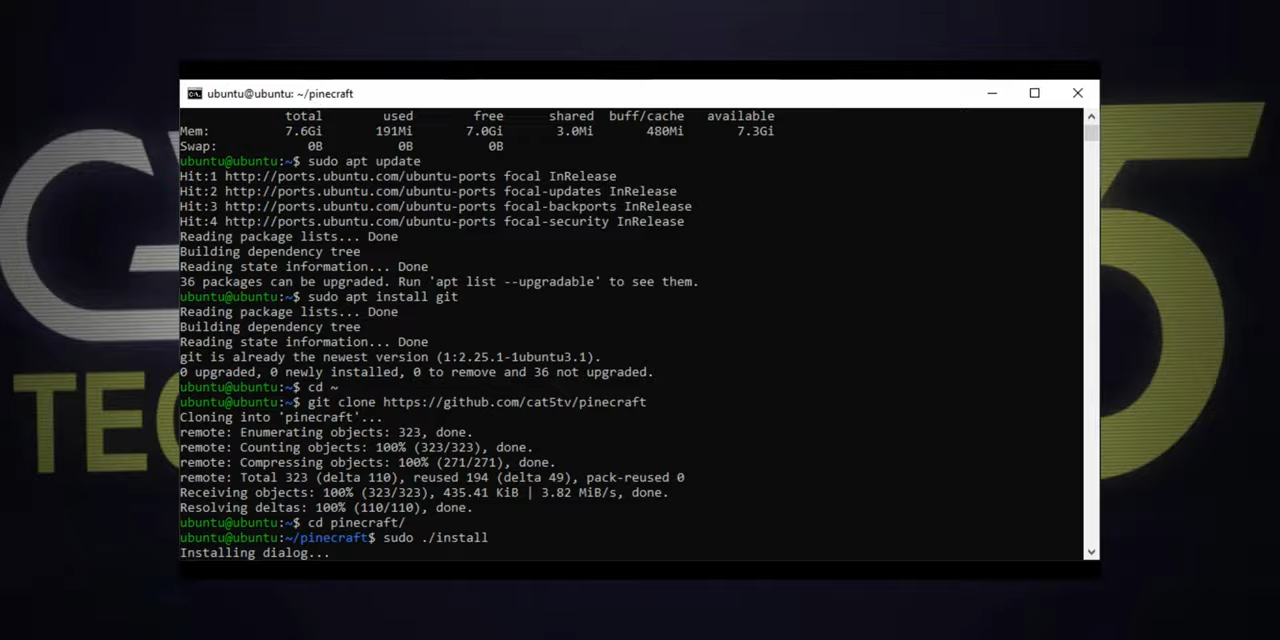 ubuntu@ubuntu: ~/pinecraft
total used free shared buff/cache available
Mem: 7.6Gi 191Mi 7.0Gi 3.0Mi 480Mi 7.3Gi
Swap: 0B 0B 0B
ubuntu@ubuntu:~$ sudo apt update
Hit:1 http://ports.ubuntu.com/ubuntu-ports focal InRelease
Hit:2 http://ports.ubuntu.com/ubuntu-ports focal-updates InRelease
Hit:3 http://ports.ubuntu.com/ubuntu-ports focal-backports InRelease
Hit:4 http://ports.ubuntu.com/ubuntu-ports focal-security InRelease
Reading package lists... Done
Building dependency tree
Reading state information... Done
36 packages can be upgraded. Run 'apt list --upgradable' to see them.
ubuntu@ubuntu:~$ sudo apt install git
Reading package lists... Done
Building dependency tree
Reading state information... Done
git is already the newest version (1:2.25.1-1ubuntu3.1).
0 upgraded, 0 newly installed, 0 to remove and 36 not upgraded.
ubuntu@ubuntu:~$ cd ~
ubuntu@ubuntu:~$ git clone https://github.com/cat5tv/pinecraft
Cloning into 'pinecraft'...
remote: Enumerating objects: 323, done.
remote: Counting objects: 100% (323/323), done.
remote: Compressing objects: 100% (271/271), done.
remote: Total 323 (delta 110), reused 194 (delta 49), pack-reused 0
Receiving objects: 100% (323/323), 435.41 KiB | 3.82 MiB/s, done.
Resolving deltas: 100% (110/110), done.
ubuntu@ubuntu:~$ cd pinecraft/
ubuntu@ubuntu:~/pinecraft$ sudo ./install
Installing dialog...
TEC
5